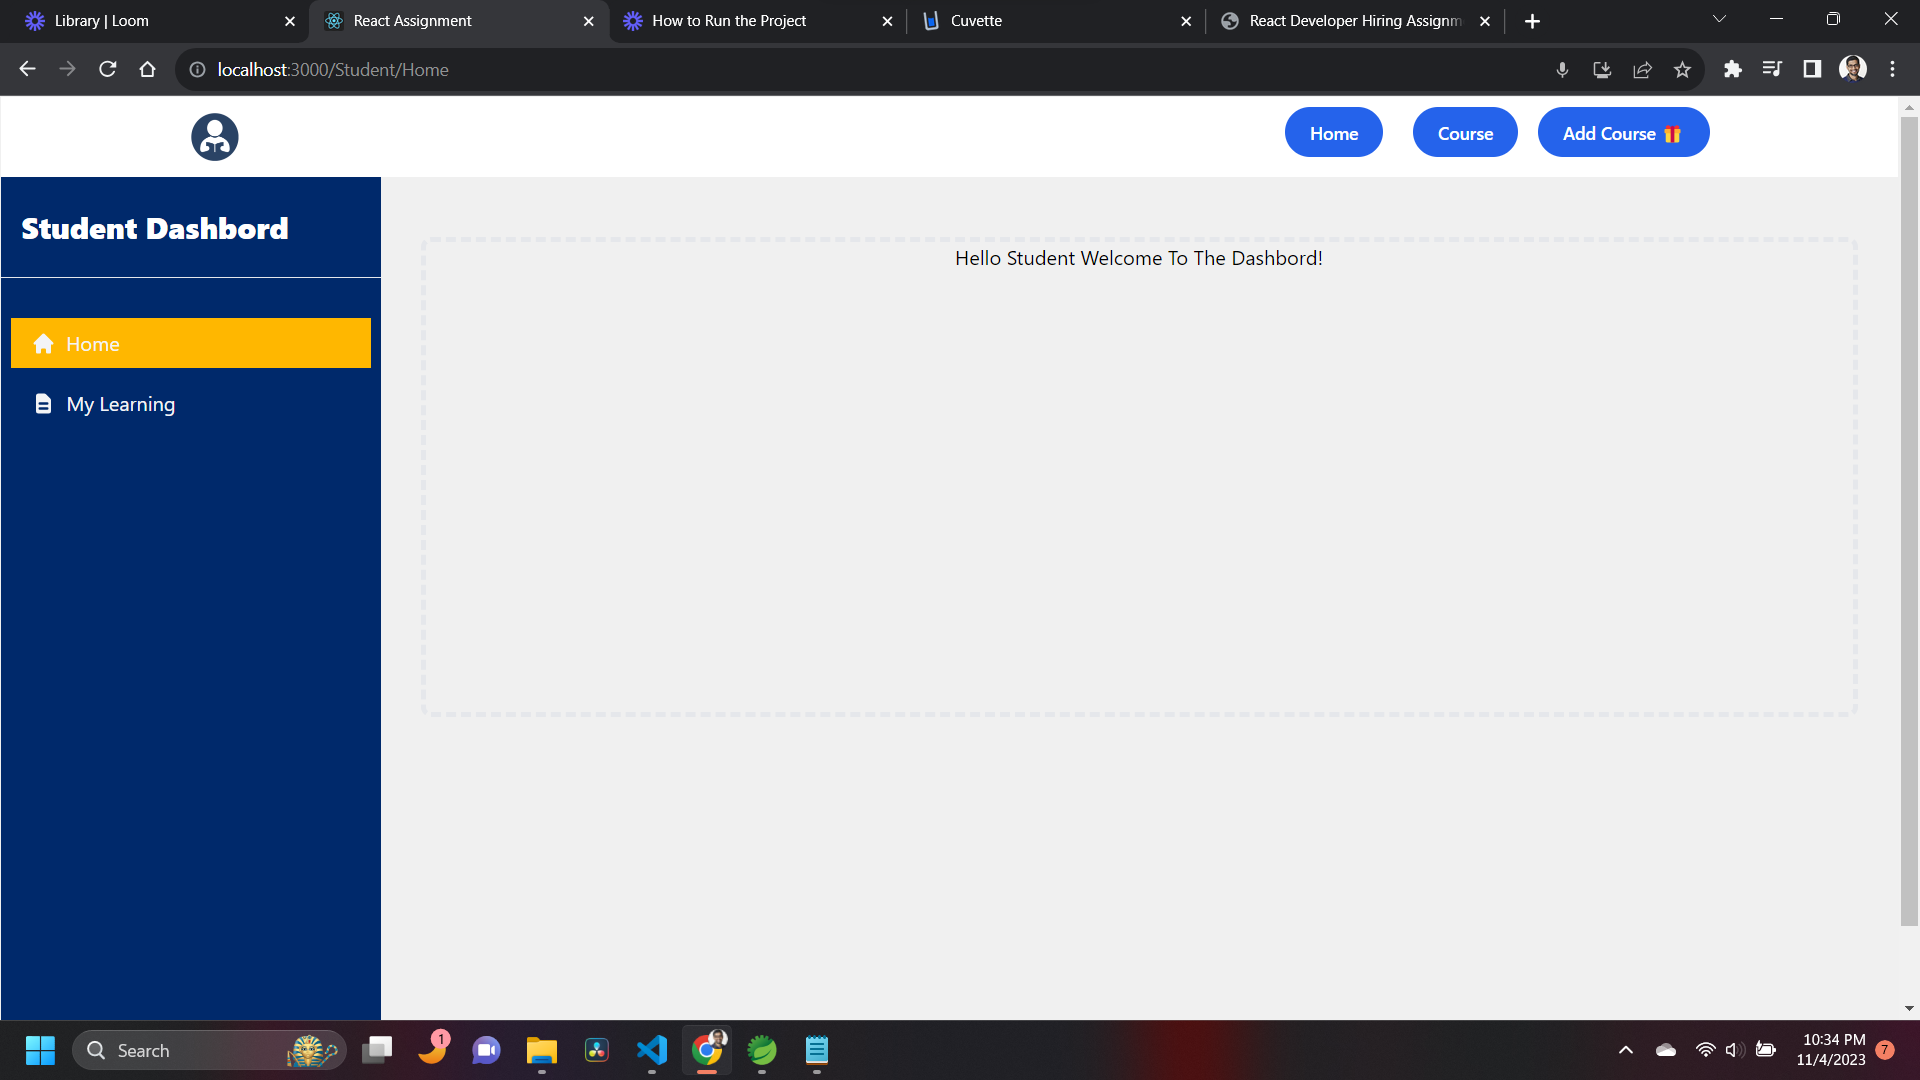 Library | Loom
React Assignment
How to Run the Project
Cuvette
React Developer Hiring Assignm
localhost:3000/Student/Home
Home
Course
Add Course
Student Dashbord
Hello Student Welcome To The Dashbord!
Home
My Learning
Search
1
10:34 PM
11/4/2023
7